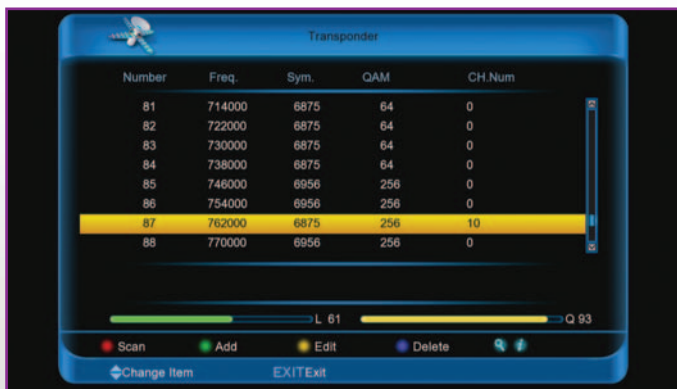 Transponder
Number Freq. Sym. QAM CH.Num
81 714000 6875 64 0
82 722000 6875 64 0
83 730000 6875 64 0
84 738000 6875 64 0
85 746000 6956 256 0
86 754000 6956 256 0
87 762000 6875 256 10
88 770000 6956 256 0
L 61 Q 93
Scan Add Edit Delete i
Change Item EXITExit